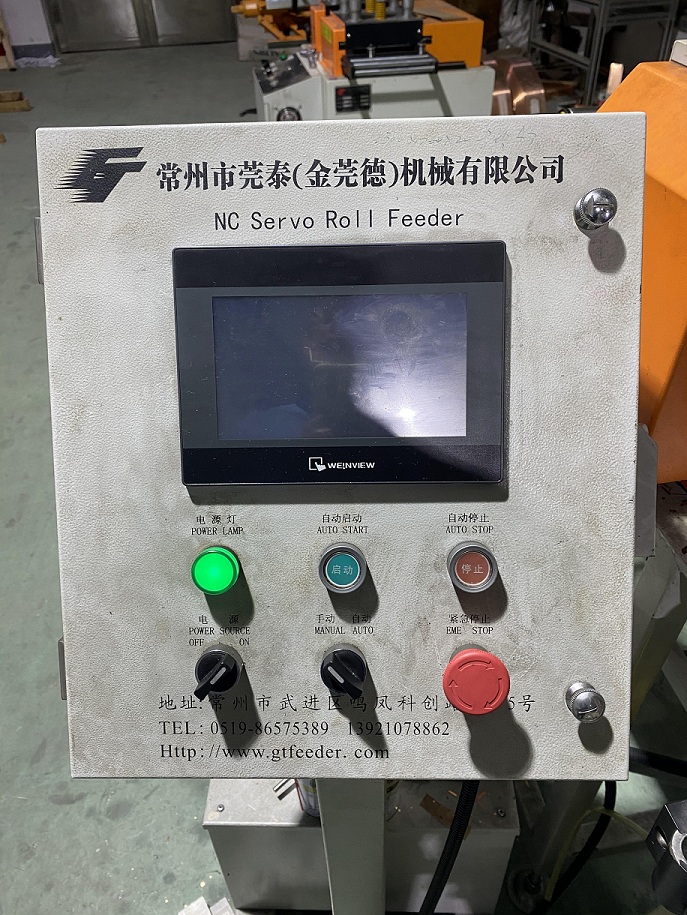 常州市莞泰(金莞德)机械有限公司
NC Servo Roll Feeder
WEINVIEW
电 源 灯 自动启动 自动停止
POWER LAMP AUTO START AUTO STOP
启动 停止
电 源 手动 自动 紧急停止
POWER SOURCE MANUAL AUTO EME STOP
OFF ON
地址:常州市武进区鸣凤科创 5号
TEL: 0519-86575389 13921078862
Http://www.gtfeeder.com